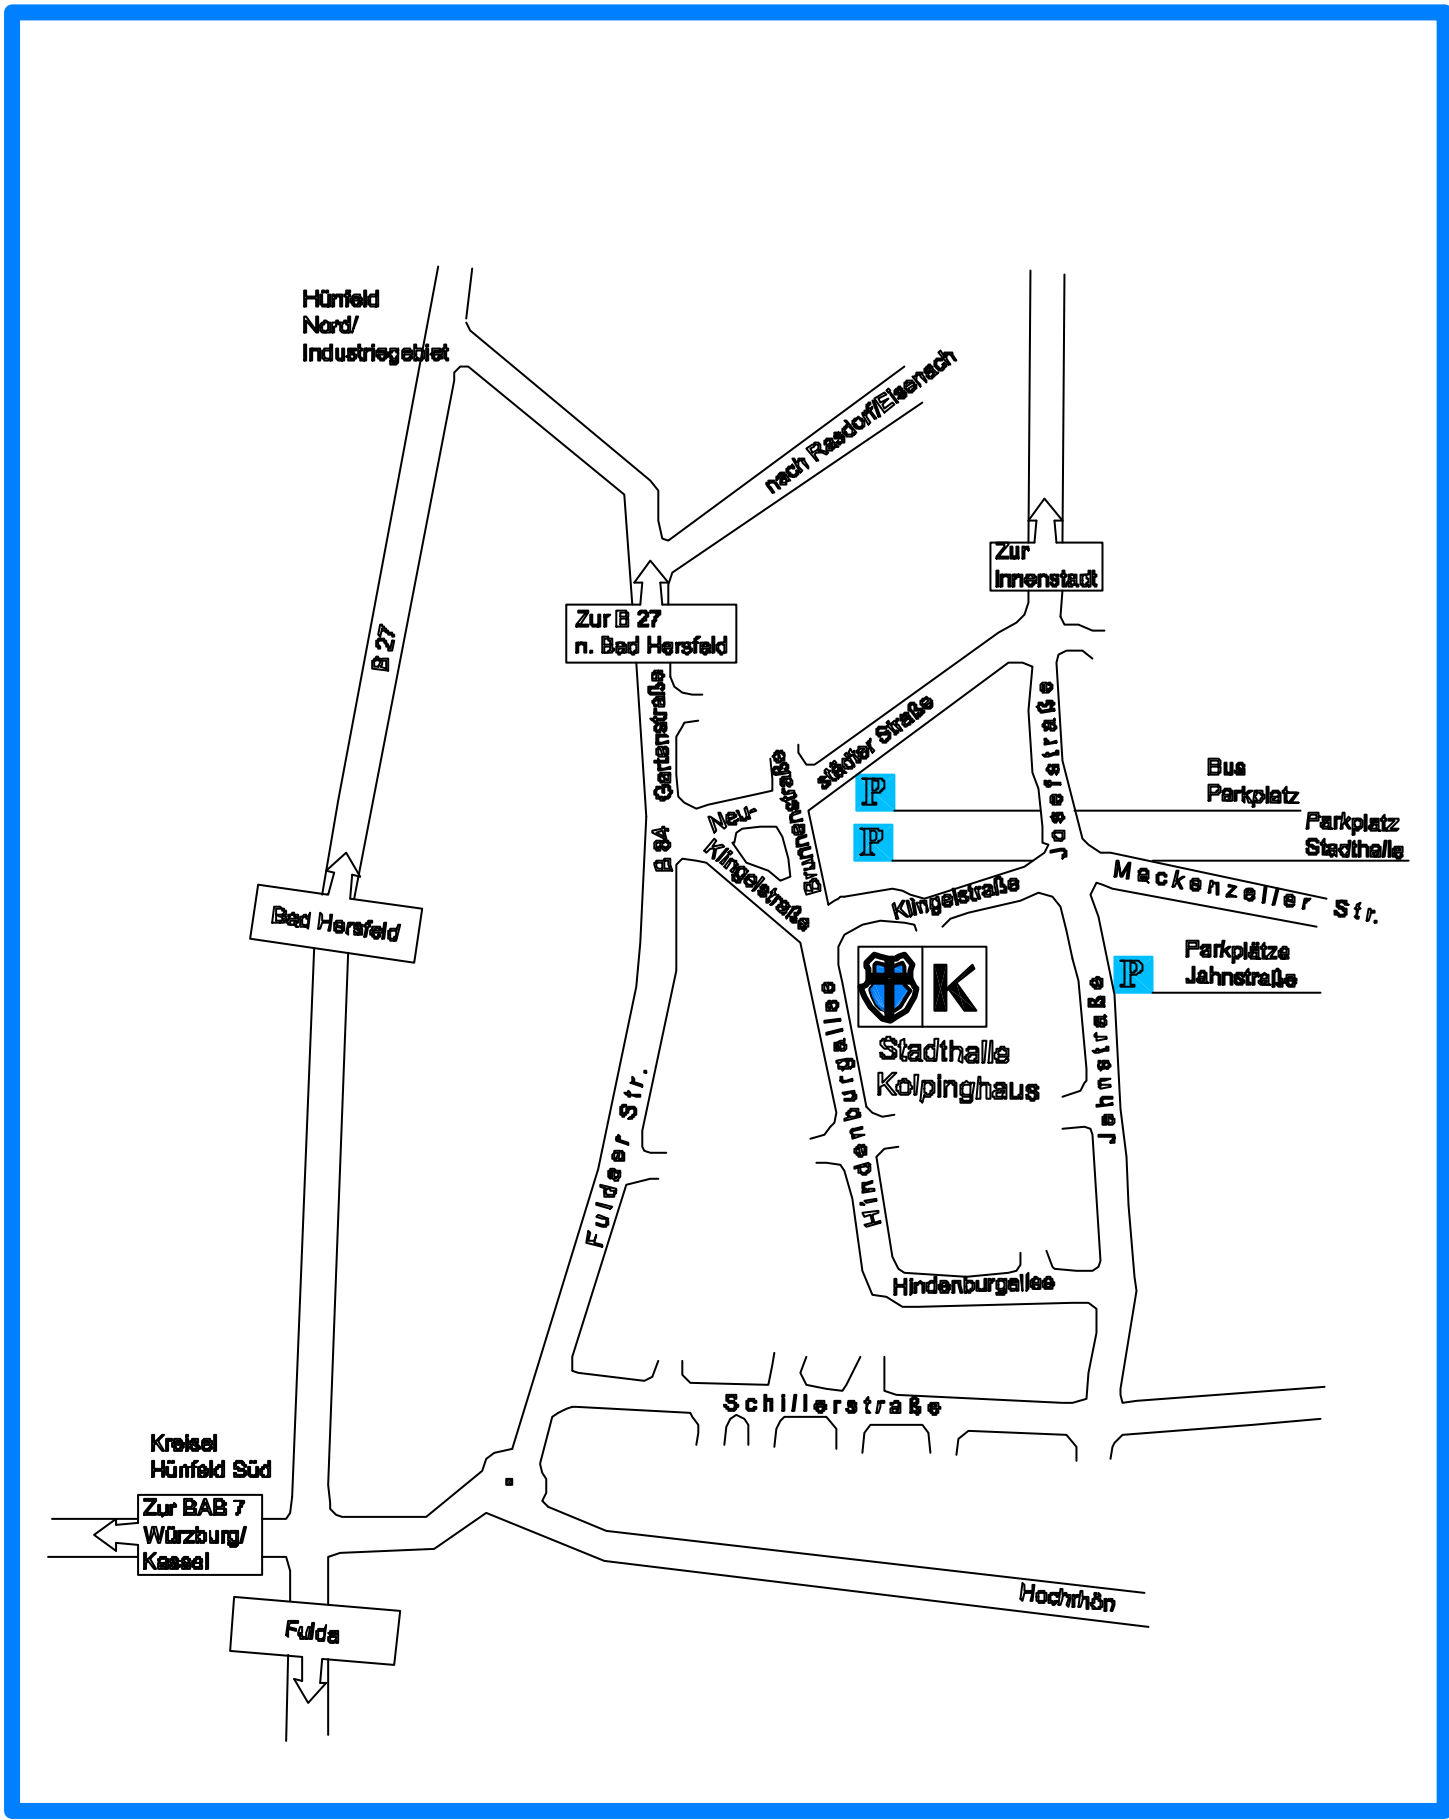 Hünfeld
Nord/
Industriegebiet
nach Rasdorf/Eisenach
Zur
Innenstadt
Zur B 27
n. Bad Hersfeld
B 27
B 84 Gartenstraße
Josefstraße
Neu-
städter Straße
Brunnenstraße
P
Bus
Parkplatz
P
Parkplatz
Stadthalle
Klingelstraße
Klingelstraße
Mackenzeller Str.
Bad Hersfeld
P
Parkplätze
Jahnstraße
K
Stadthalle
Kolpinghaus
Hindenburgallee
Jahnstraße
Fuldaer Str.
Hindenburgallee
Schillerstraße
Kreisel
Hünfeld Süd
Zur BAB 7
Würzburg/
Kassel
Hochrhön
Fulda